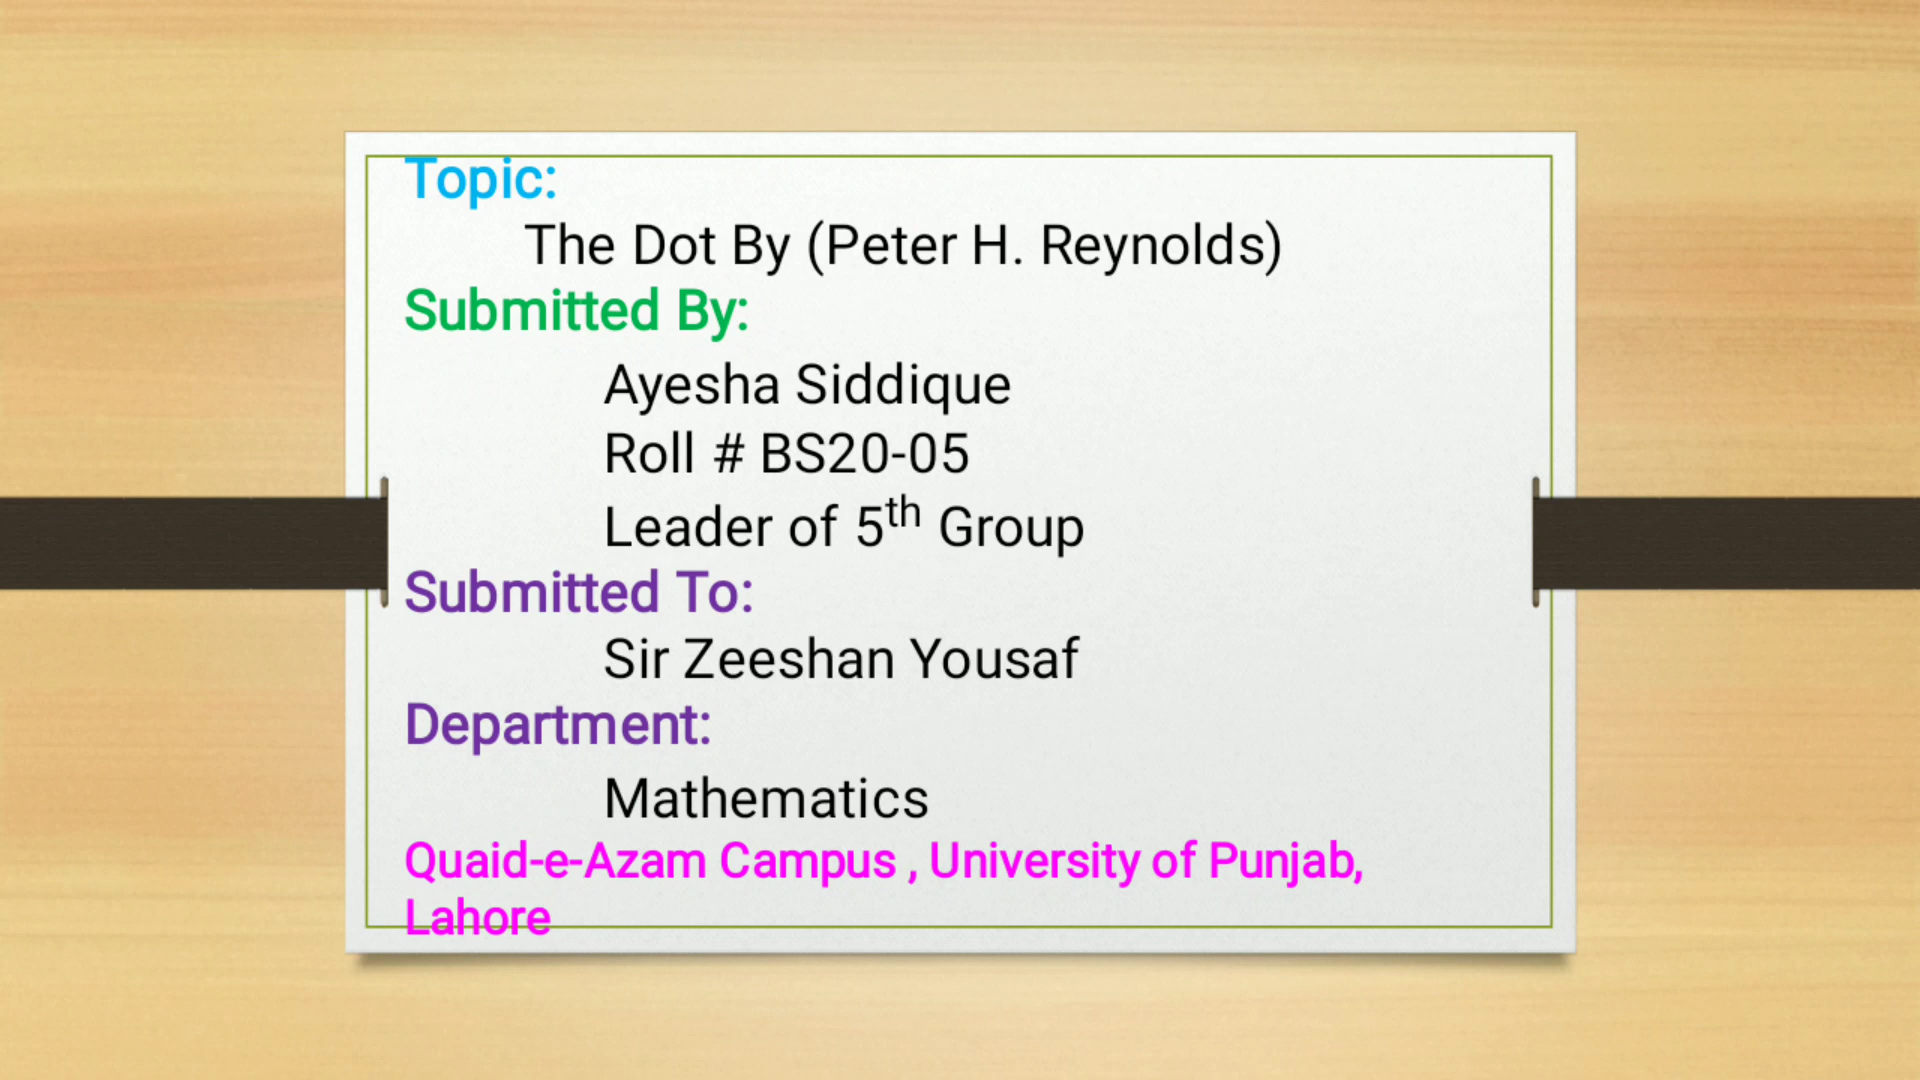 Topic:
The Dot By (Peter H. Reynolds)
Submitted By:
Ayesha Siddique
Roll # BS20-05
Leader of 5th Group
Submitted To:
Sir Zeeshan Yousaf
Department:
Mathematics
Quaid-e-Azam Campus , University of Punjab,
Lahore